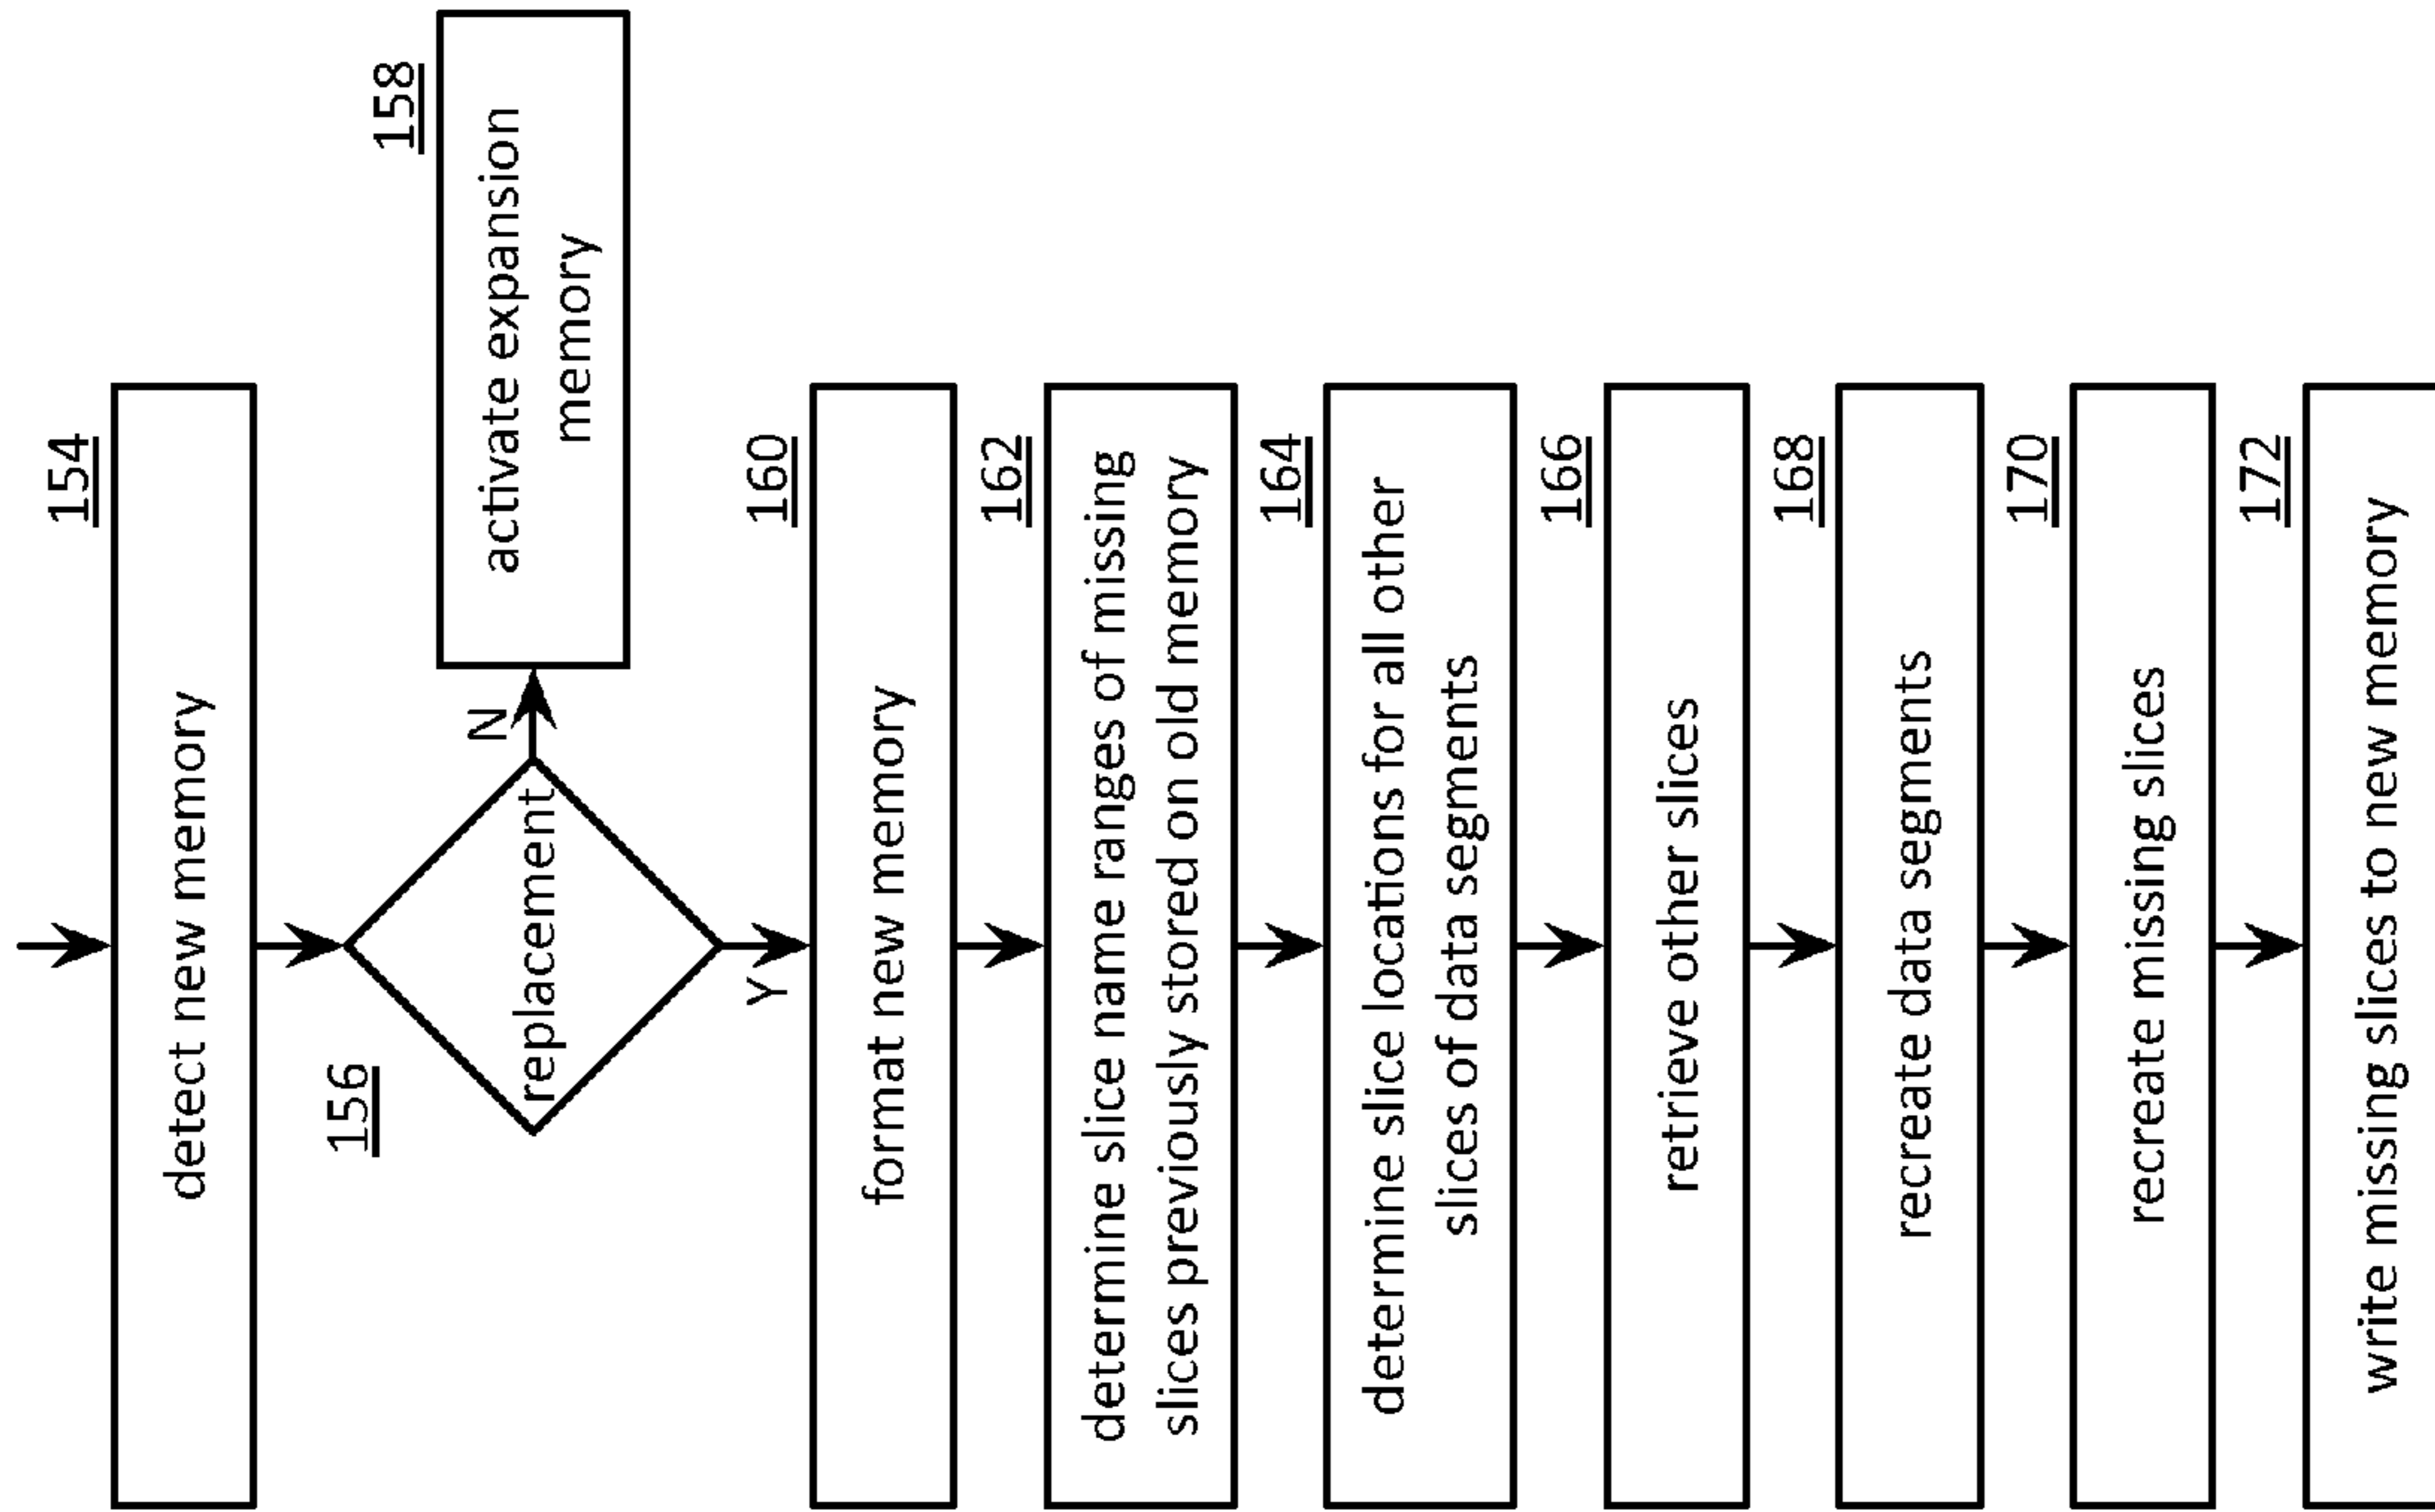 154
detect new memory
156
replacement
N
158
activate expansion
memory
Y
160
format new memory
162
determine slice name ranges of missing
slices previously stored on old memory
164
determine slice locations for all other
slices of data segments
166
retrieve other slices
168
recreate data segments
170
recreate missing slices
172
write missing slices to new memory